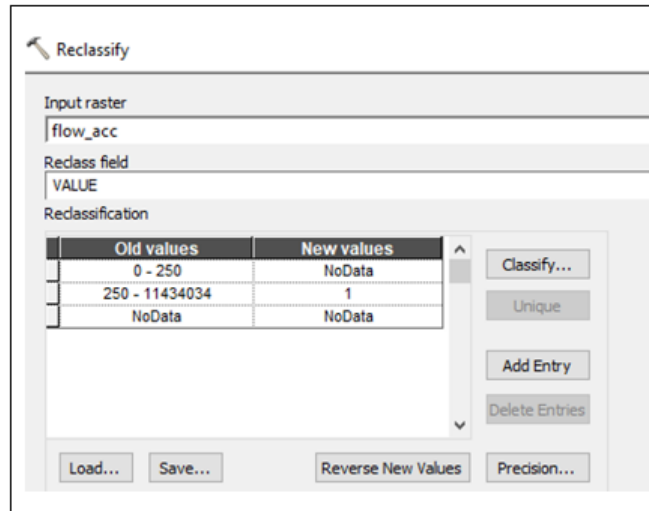 Reclassify
Input raster
flow_acc
Reclass field
VALUE
Reclassification
Old values New values
0 - 250 NoData
250 - 11434034 1
NoData NoData
Classify...
Unique
Add Entry
Delete Entries
Load... Save... Reverse New Values Precision...